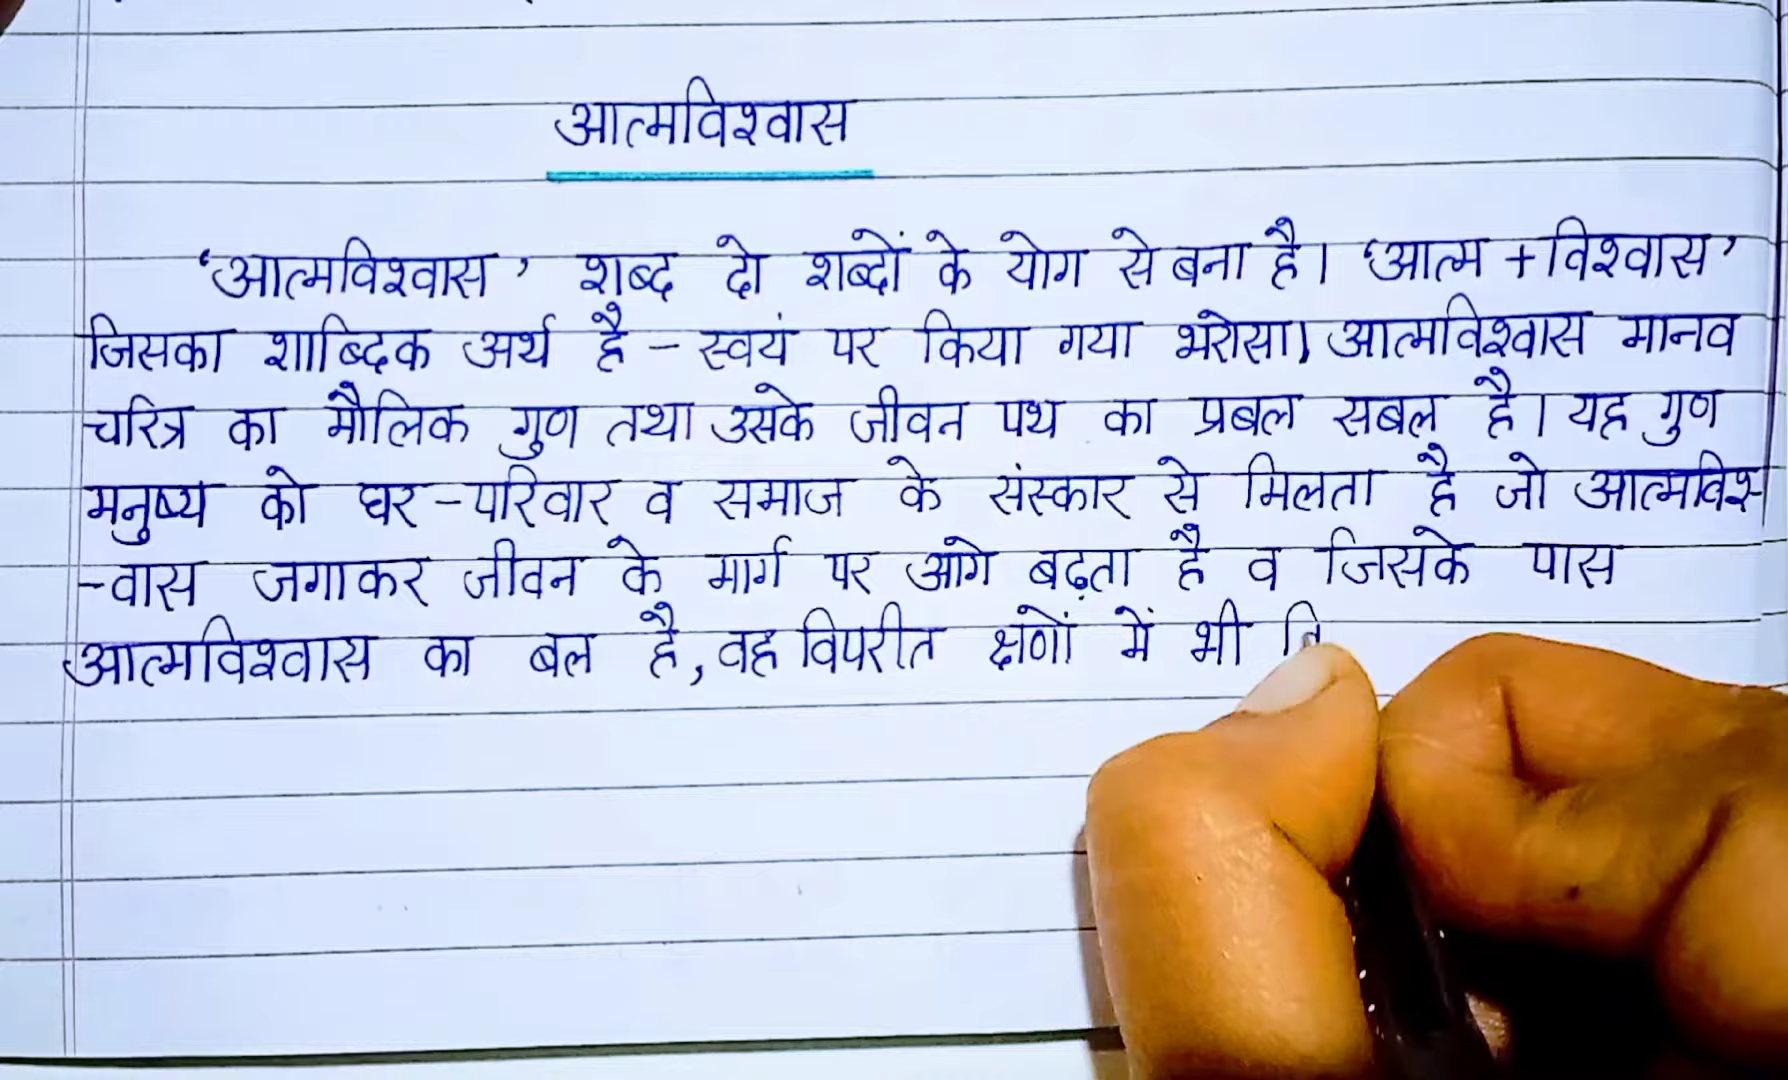 आत्मविश्वास
‘आत्मविश्वास’ शब्द दो शब्दों के योग से बना है। ‘आत्म + विश्वास’
जिसका शाब्दिक अर्थ है – स्वयं पर किया गया भरोसा। आत्मविश्वास मानव
चरित्र का मौलिक गुण तथा उसके जीवन पथ का प्रबल सबल है। यह गुण
मनुष्य को घर-परिवार व समाज के संस्कार से मिलता है जो आत्मविश्
-वास जगाकर जीवन के मार्ग पर आगे बढ़ता है व जिसके पास
आत्मविश्वास का बल है, वह विपरीत क्षणों में भी